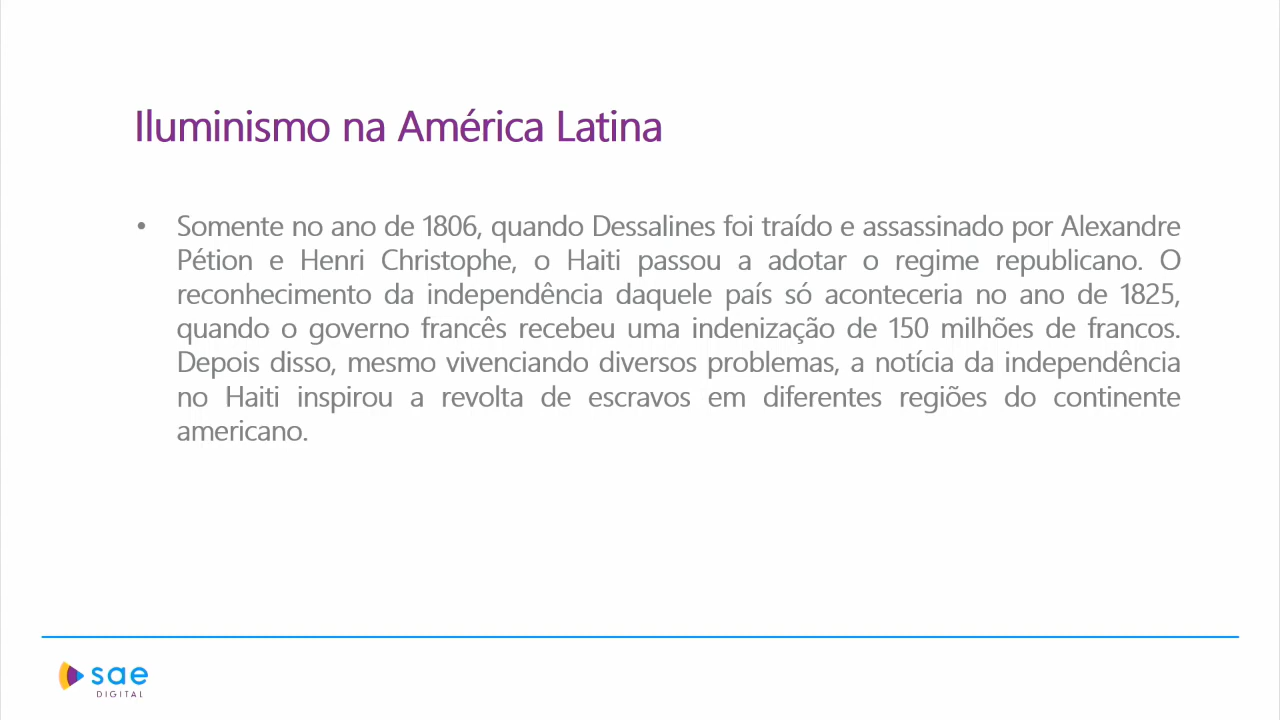 Iluminismo na América Latina
• Somente no ano de 1806, quando Dessalines foi traído e assassinado por Alexandre
Pétion e Henri Christophe, o Haiti passou a adotar o regime republicano. O
reconhecimento da independência daquele país só aconteceria no ano de 1825,
quando o governo francês recebeu uma indenização de 150 milhões de francos.
Depois disso, mesmo vivenciando diversos problemas, a notícia da independência
no Haiti inspirou a revolta de escravos em diferentes regiões do continente
americano.
sae
DIGITAL